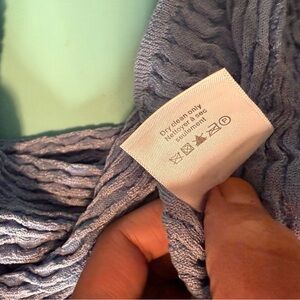 Dry clean only
Nettoyer à sec
seulement